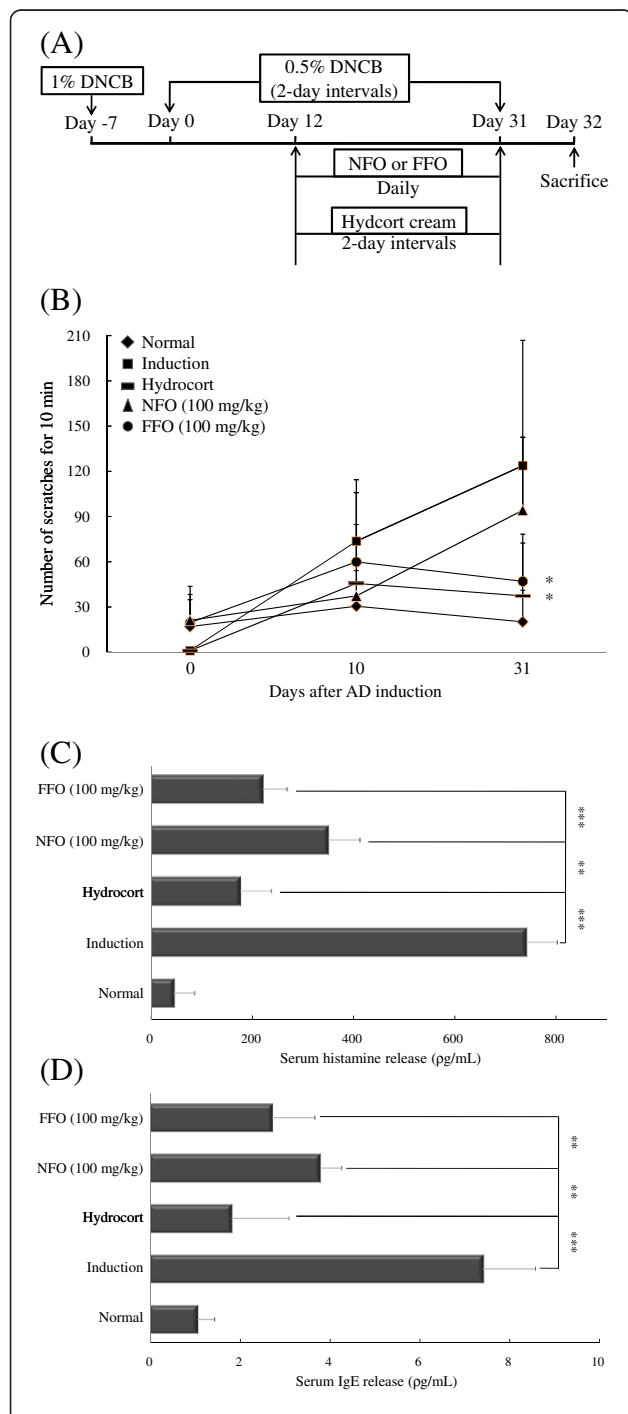 (A)
1% DNCB
0.5% DNCB
(2-day intervals)
Day -7
Day 0
Day 12
Day 31
Day 32
NFO or FFO
Daily
Sacrifice
Hydcort cream
2-day intervals
(B)
210
180
150
120
90
60
30
0
Number of scratches for 10 min
Normal
Induction
Hydrocort
NFO (100 mg/kg)
FFO (100 mg/kg)
*
*
0
10
31
Days after AD induction
(C)
FFO (100 mg/kg)
NFO (100 mg/kg)
Hydrocort
Induction
Normal
***
**
***
0
200
400
600
800
Serum histamine release (ρg/mL)
(D)
FFO (100 mg/kg)
NFO (100 mg/kg)
Hydrocort
Induction
Normal
**
**
***
0
2
4
6
8
10
Serum IgE release (ρg/mL)